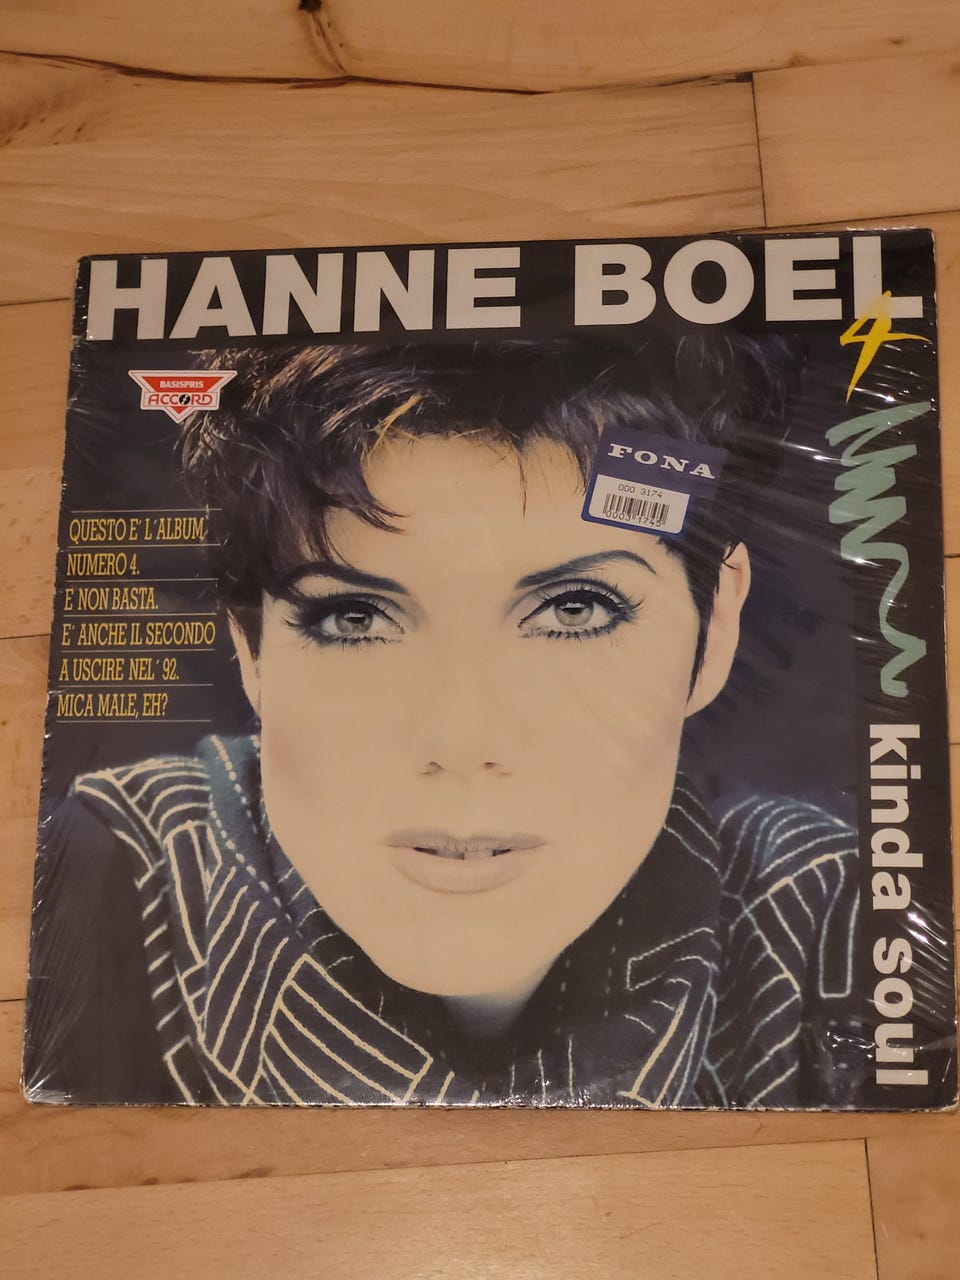 HANNE BOEL
4
BASISPRIS
ACCORD
FONA
000 3174
00031745
QUESTO E' L'ALBUM,
NUMERO 4.
E NON BASTA.
E' ANCHE IL SECONDO
A USCIRE NEL' 92.
MICA MALE, EH?
kinda soul